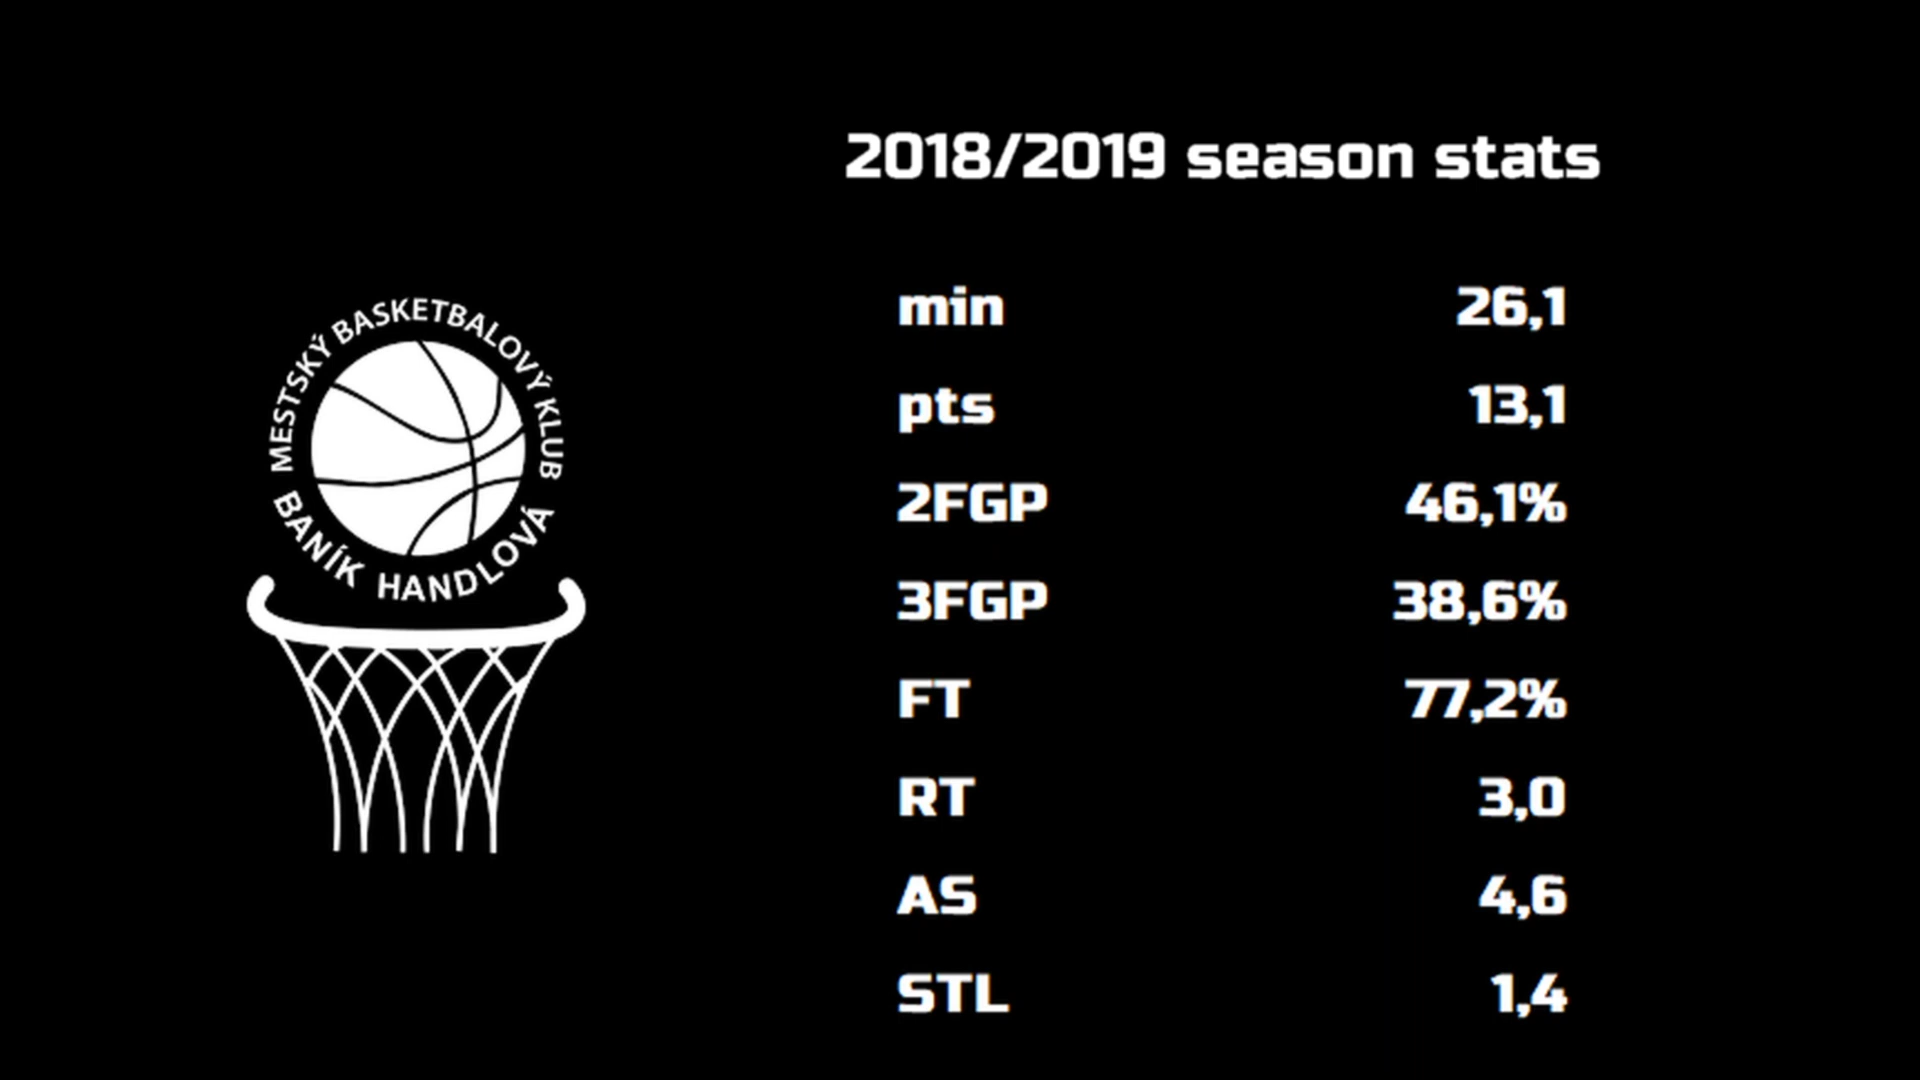 2018/2019 season stats
MESTSKÝ BASKETBALOVÝ KLUB
BANÍK HANDLOVÁ
min 26,1
pts 13,1
2FGP 46,1%
3FGP 38,6%
FT 77,2%
RT 3,0
AS 4,6
STL 1,4